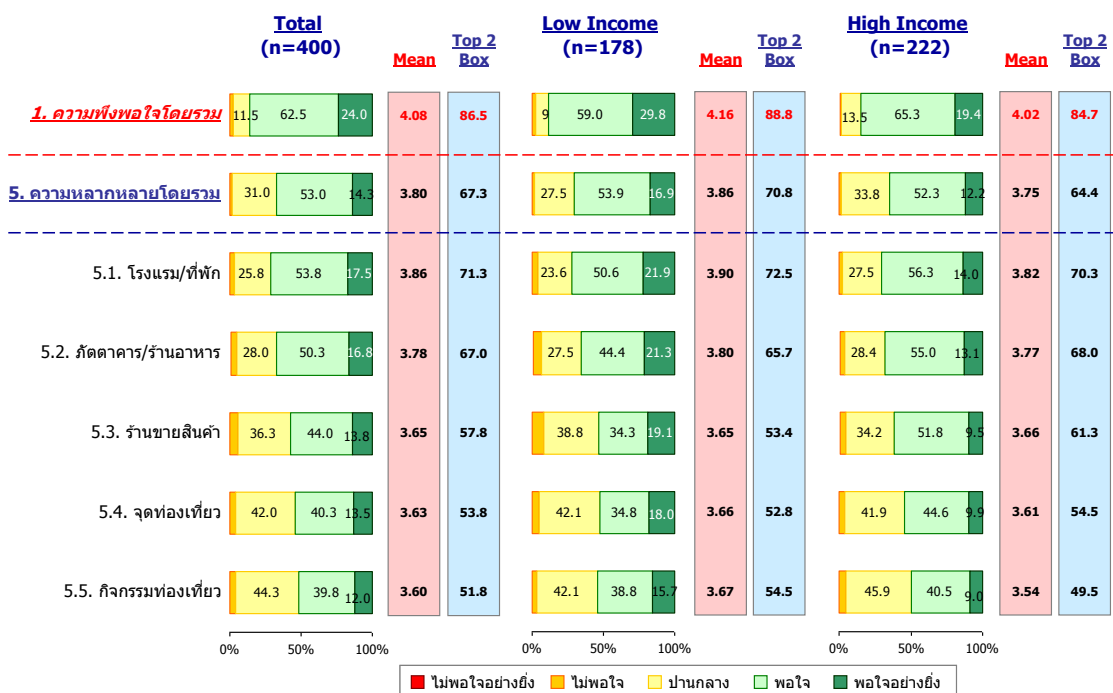 Total (n=400) Low Income (n=178) High Income (n=222)
Mean Top 2 Box Mean Top 2 Box Mean Top 2 Box
1. ความพึงพอใจโดยรวม 11.5 62.5 24.0 4.08 86.5 9 59.0 29.8 4.16 88.8 13.5 65.3 19.4 4.02 84.7
5. ความหลากหลายโดยรวม 31.0 53.0 14.3 3.80 67.3 27.5 53.9 16.9 3.86 70.8 33.8 52.3 12.2 3.75 64.4
5.1. โรงแรม/ที่พัก 25.8 53.8 17.5 3.86 71.3 23.6 50.6 21.9 3.90 72.5 27.5 56.3 14.0 3.82 70.3
5.2. ภัตตาคาร/ร้านอาหาร 28.0 50.3 16.8 3.78 67.0 27.5 44.4 21.3 3.80 65.7 28.4 55.0 13.1 3.77 68.0
5.3. ร้านขายสินค้า 36.3 44.0 13.8 3.65 57.8 38.8 34.3 19.1 3.65 53.4 34.2 51.8 9.5 3.66 61.3
5.4. จุดท่องเที่ยว 42.0 40.3 13.5 3.63 53.8 42.1 34.8 18.0 3.66 52.8 41.9 44.6 9.9 3.61 54.5
5.5. กิจกรรมท่องเที่ยว 44.3 39.8 12.0 3.60 51.8 42.1 38.8 15.7 3.67 54.5 45.9 40.5 9.0 3.54 49.5
0% 50% 100% 0% 50% 100% 0% 50% 100%
ไม่พอใจอย่างยิ่ง ไม่พอใจ ปานกลาง พอใจ พอใจอย่างยิ่ง